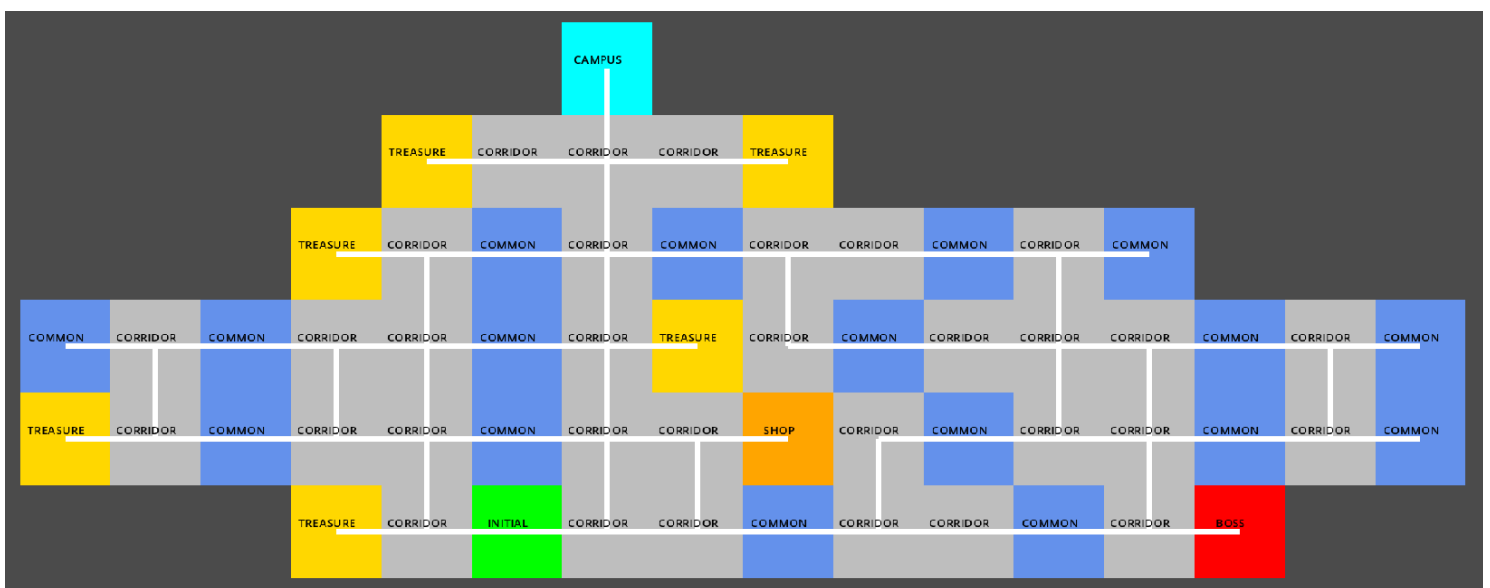 CAMPUS
TREASURE CORRIDOR CORRIDOR CORRIDOR TREASURE
TREASURE CORRIDOR COMMON CORRIDOR COMMON CORRIDOR CORRIDOR COMMON CORRIDOR COMMON
COMMON CORRIDOR COMMON CORRIDOR CORRIDOR COMMON CORRIDOR TREASURE CORRIDOR COMMON CORRIDOR CORRIDOR CORRIDOR COMMON CORRIDOR COMMON
TREASURE CORRIDOR COMMON CORRIDOR CORRIDOR COMMON CORRIDOR CORRIDOR SHOP CORRIDOR COMMON CORRIDOR CORRIDOR COMMON CORRIDOR COMMON
TREASURE CORRIDOR INITIAL CORRIDOR CORRIDOR COMMON CORRIDOR CORRIDOR COMMON CORRIDOR BOSS